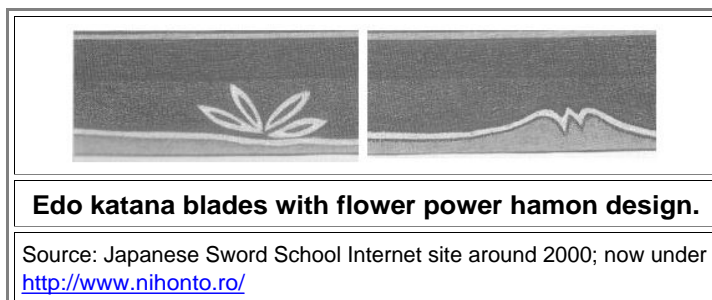 Edo katana blades with flower power hamon design.
Source: Japanese Sword School Internet site around 2000; now under
http://www.nihonto.ro/